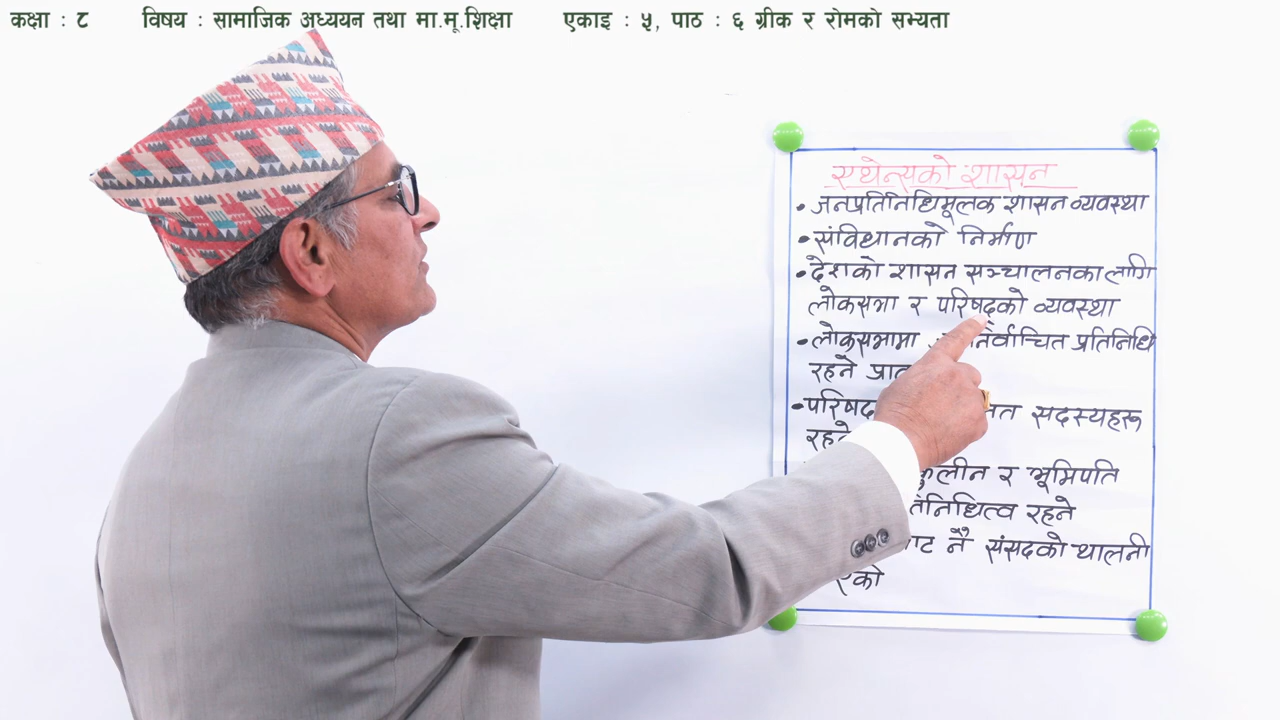 कक्षा : ८ विषय : सामाजिक अध्ययन तथा मा.मू.शिक्षा एकाइ : ५, पाठ : ६ ग्रीक र रोमको सभ्यता
एथेन्सको शासन
• जनप्रतिनिधिमूलक शासन व्यवस्था
• संविधानको निर्माण
• देशको शासन सञ्चालनका लागि
लोकसभा र परिषद्को व्यवस्था
• लोकसभामा निर्वाचित प्रतिनिधि
रहने
• परिषद सदस्यहरू
रहने
कुलीन र भूमिपति
रहने
नै संसदको थालनी